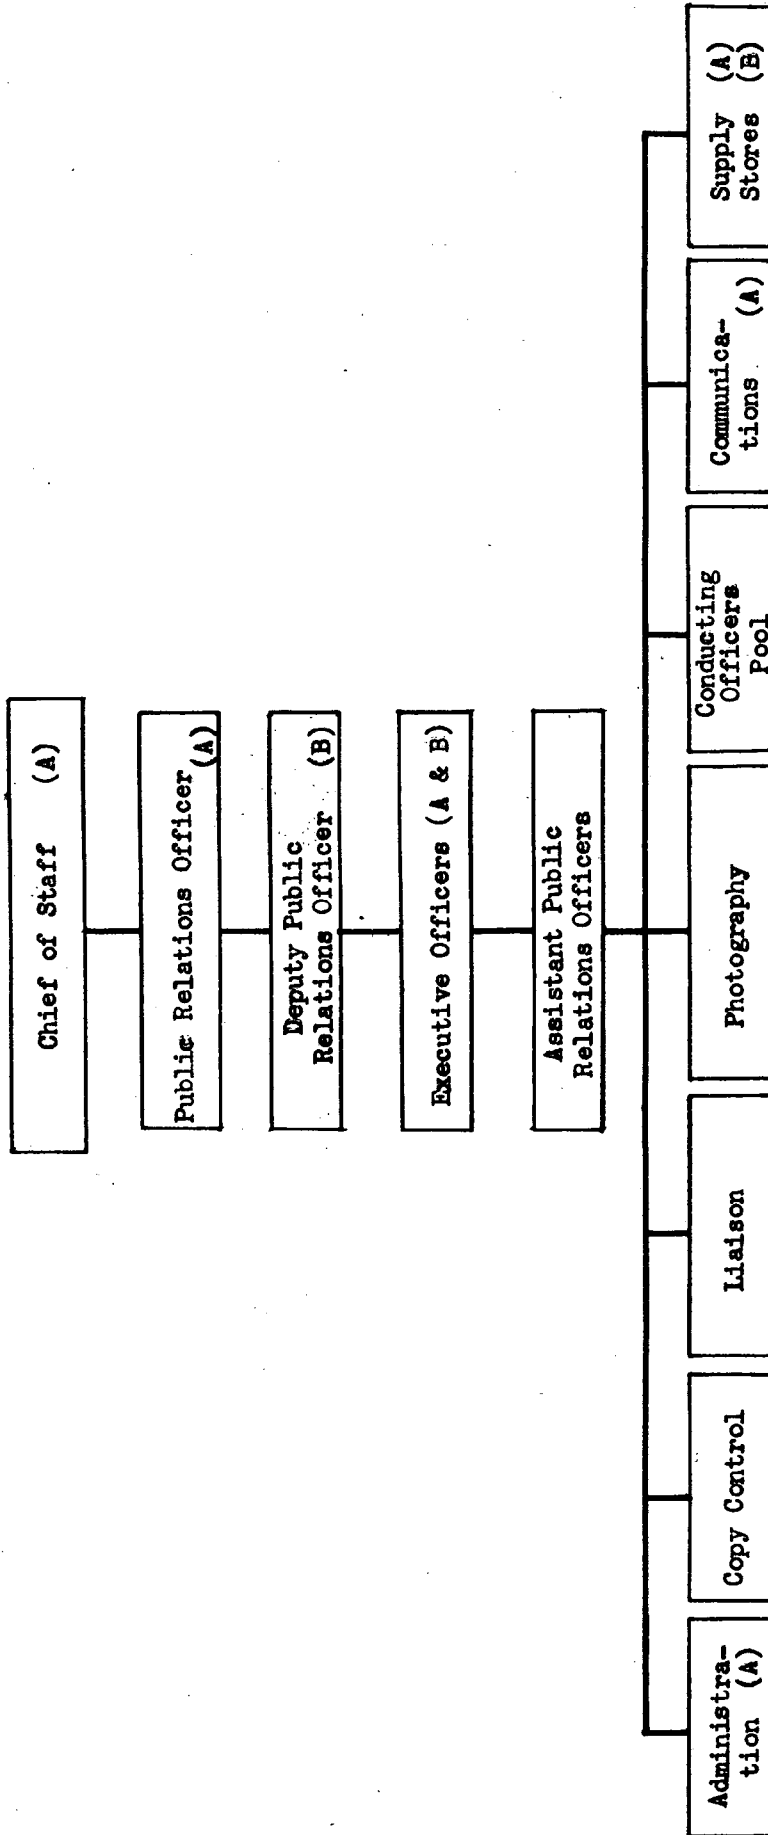 Chief of Staff (A)
Public Relations Officer
(A)
Deputy Public
Relations Officer (B)
Executive Officers (A & B)
Assistant Public
Relations Officers
Administra-
tion (A)
Copy Control
Liaison
Photography
Conducting
Officers
Pool
Communica-
tions (A)
Supply (A)
Stores (B)